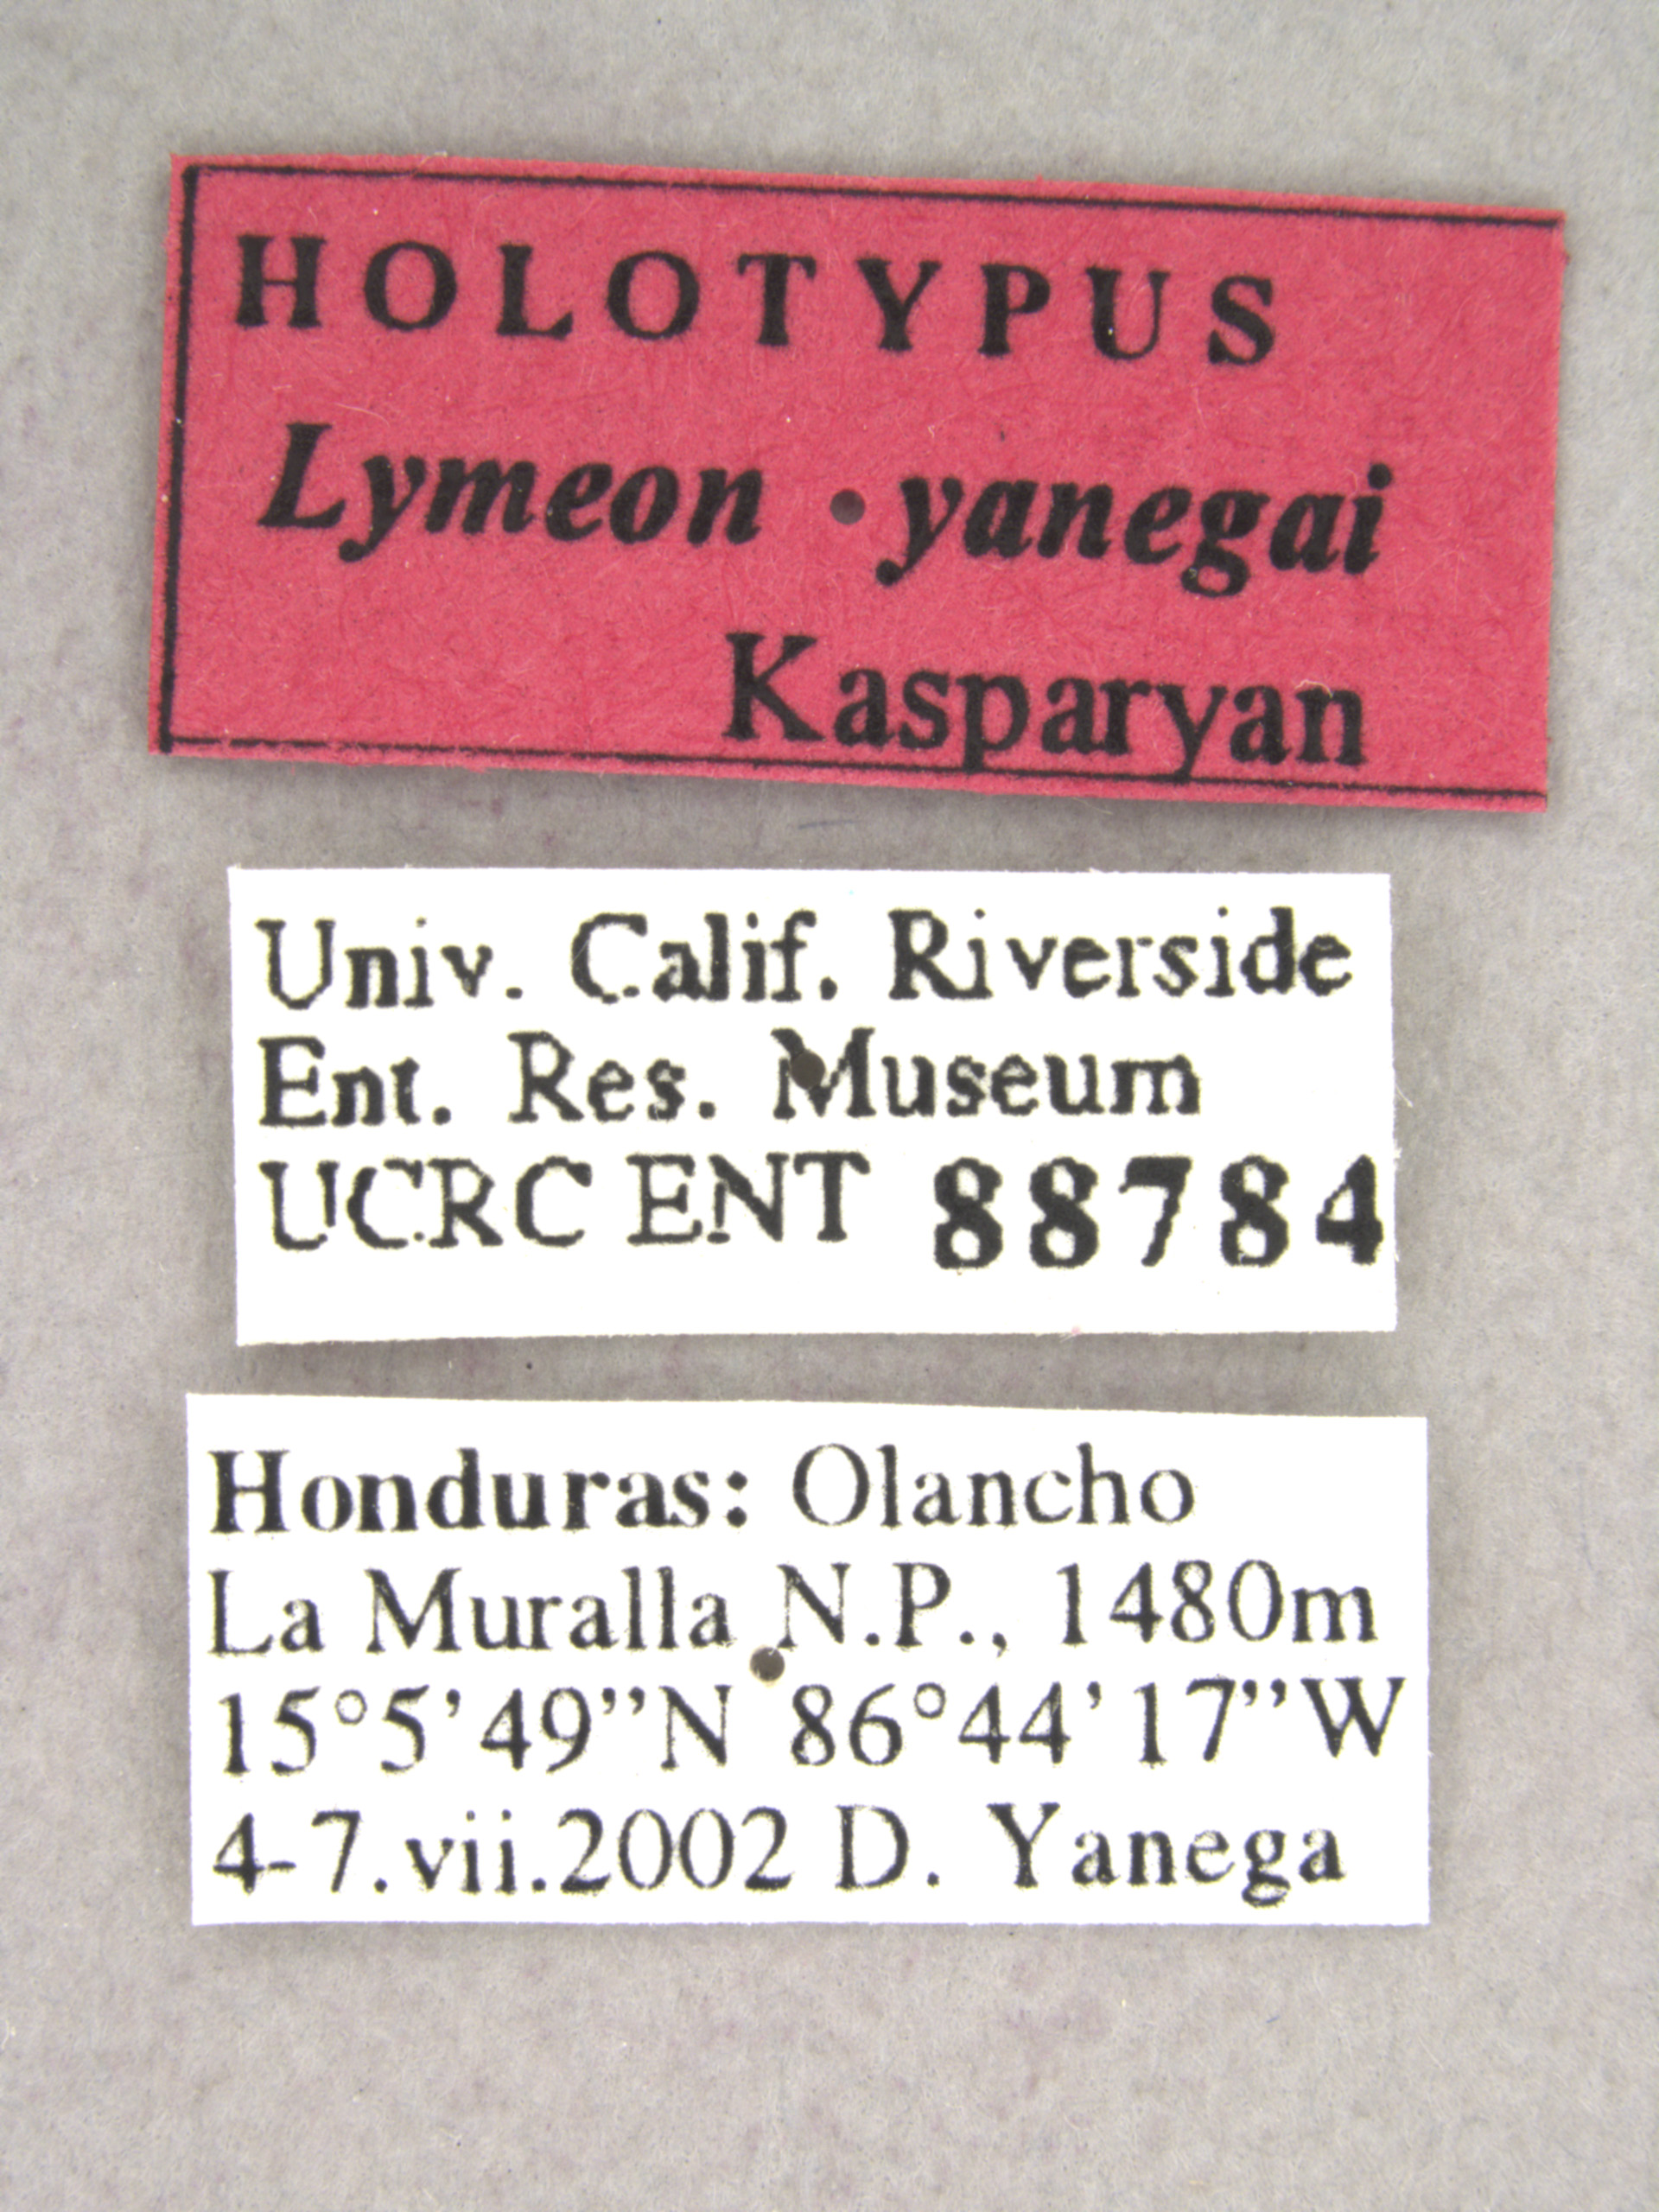 HOLOTYPUS
Lymeon yanegai
Kasparyan
Univ. Calif. Riverside
Ent. Res. Museum
UCRC ENT 88784
Honduras: Olancho
La Muralla N.P., 1480m
15°5’49”N 86°44’17”W
4-7.vii.2002 D. Yanega